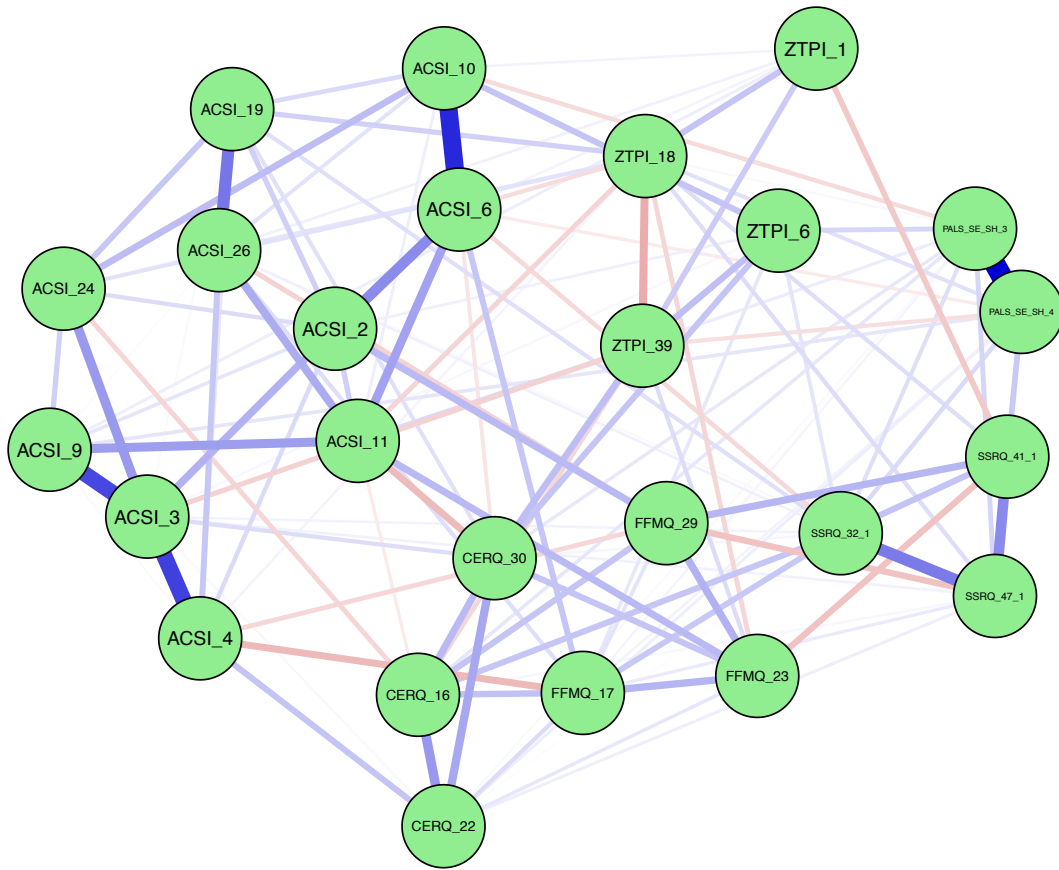 ZTPI_1
ACSI_10
ACSI_19
ZTPI_18
ACSI_6
PALS_SE_SH_3
ZTPI_6
ACSI_26
ACSI_24
PALS_SE_SH_4
ACSI_2
ZTPI_39
ACSI_11
ACSI_9
SSRQ_41_1
ACSI_3
FFMQ_29
SSRQ_32_1
CERQ_30
SSRQ_47_1
ACSI_4
FFMQ_23
CERQ_16
FFMQ_17
CERQ_22